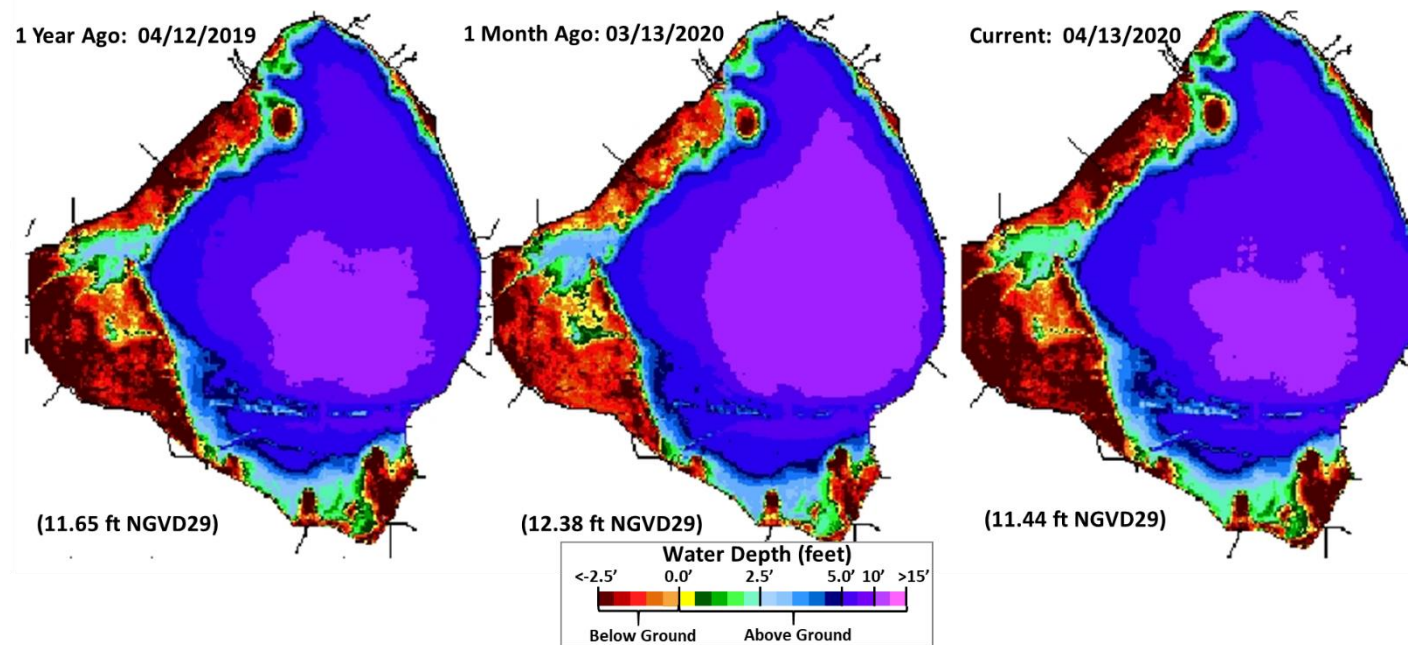 1 Year Ago: 04/12/2019
1 Month Ago: 03/13/2020
Current: 04/13/2020
(11.65 ft NGVD29)
(12.38 ft NGVD29)
(11.44 ft NGVD29)
Water Depth (feet)
<-2.5' 0.0' 2.5' 5.0' 10' >15'
Below Ground Above Ground